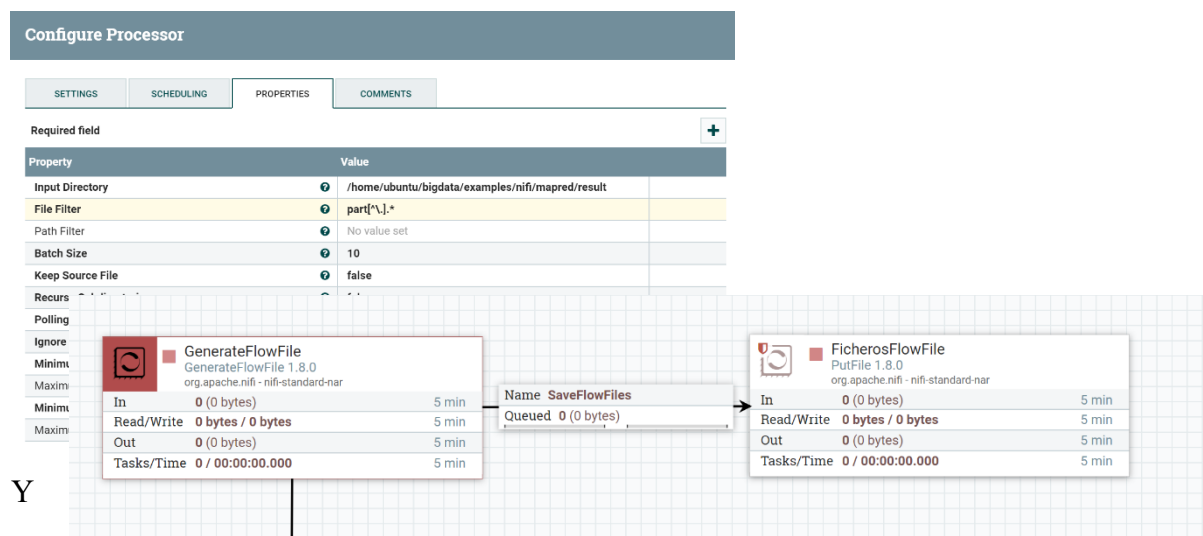 Configure Processor
SETTINGS SCHEDULING PROPERTIES COMMENTS
Required field
Property Value
Input Directory /home/ubuntu/bigdata/examples/nifi/mapred/result
File Filter part[^\.].*
Path Filter No value set
Batch Size 10
Keep Source File false
Recurs
Polling
Ignore
Minimu
Maxim
Minimu
Maxim
GenerateFlowFile
GenerateFlowFile 1.8.0
org.apache.nifi - nifi-standard-nar
In 0 (0 bytes) 5 min
Read/Write 0 bytes / 0 bytes 5 min
Out 0 (0 bytes) 5 min
Tasks/Time 0 / 00:00:00.000 5 min
Name SaveFlowFiles
Queued 0 (0 bytes)
FicherosFlowFile
PutFile 1.8.0
org.apache.nifi - nifi-standard-nar
In 0 (0 bytes) 5 min
Read/Write 0 bytes / 0 bytes 5 min
Out 0 (0 bytes) 5 min
Tasks/Time 0 / 00:00:00.000 5 min
Y